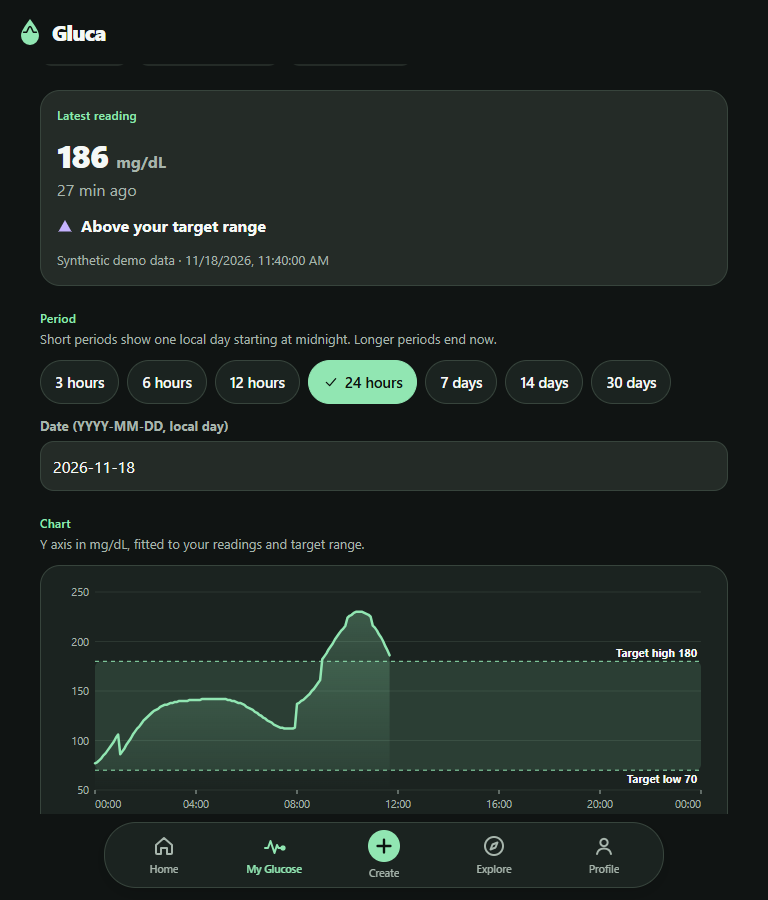 Gluca
Latest reading
186 mg/dL
27 min ago
Above your target range
Synthetic demo data · 11/18/2026, 11:40:00 AM
Period
Short periods show one local day starting at midnight. Longer periods end now.
3 hours
6 hours
12 hours
24 hours
7 days
14 days
30 days
Date (YYYY-MM-DD, local day)
2026-11-18
Chart
Y axis in mg/dL, fitted to your readings and target range.
250
200
Target high 180
150
100
Target low 70
50
00:00 04:00 08:00 12:00 16:00 20:00 00:00
Home
My Glucose
Create
Explore
Profile